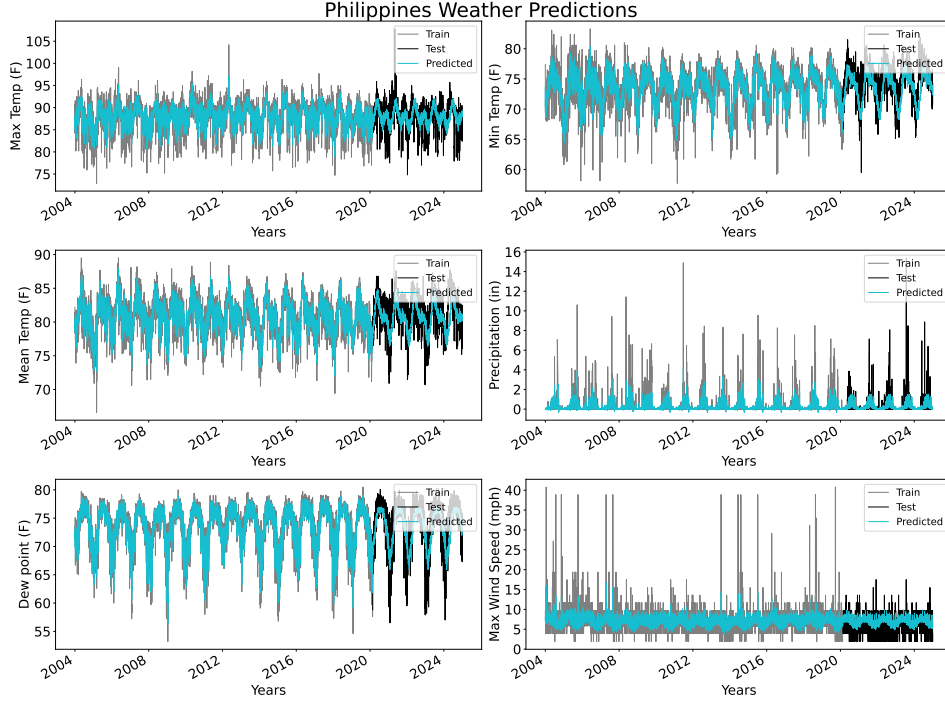 Philippines Weather Predictions
Max Temp (F)
105
100
95
90
85
80
75
Train
Test
Predicted
2004
2008
2012
2016
2020
2024
Years
Min Temp (F)
80
75
70
65
60
Train
Test
Predicted
2004
2008
2012
2016
2020
2024
Years
Mean Temp (F)
90
85
80
75
70
Train
Test
Predicted
2004
2008
2012
2016
2020
2024
Years
Precipitation (in)
16
14
12
10
8
6
4
2
0
Train
Test
Predicted
2004
2008
2012
2016
2020
2024
Years
Dew point (F)
80
75
70
65
60
55
Train
Test
Predicted
2004
2008
2012
2016
2020
2024
Years
Max Wind Speed (mph)
40
35
30
25
20
15
10
5
0
Train
Test
Predicted
2004
2008
2012
2016
2020
2024
Years